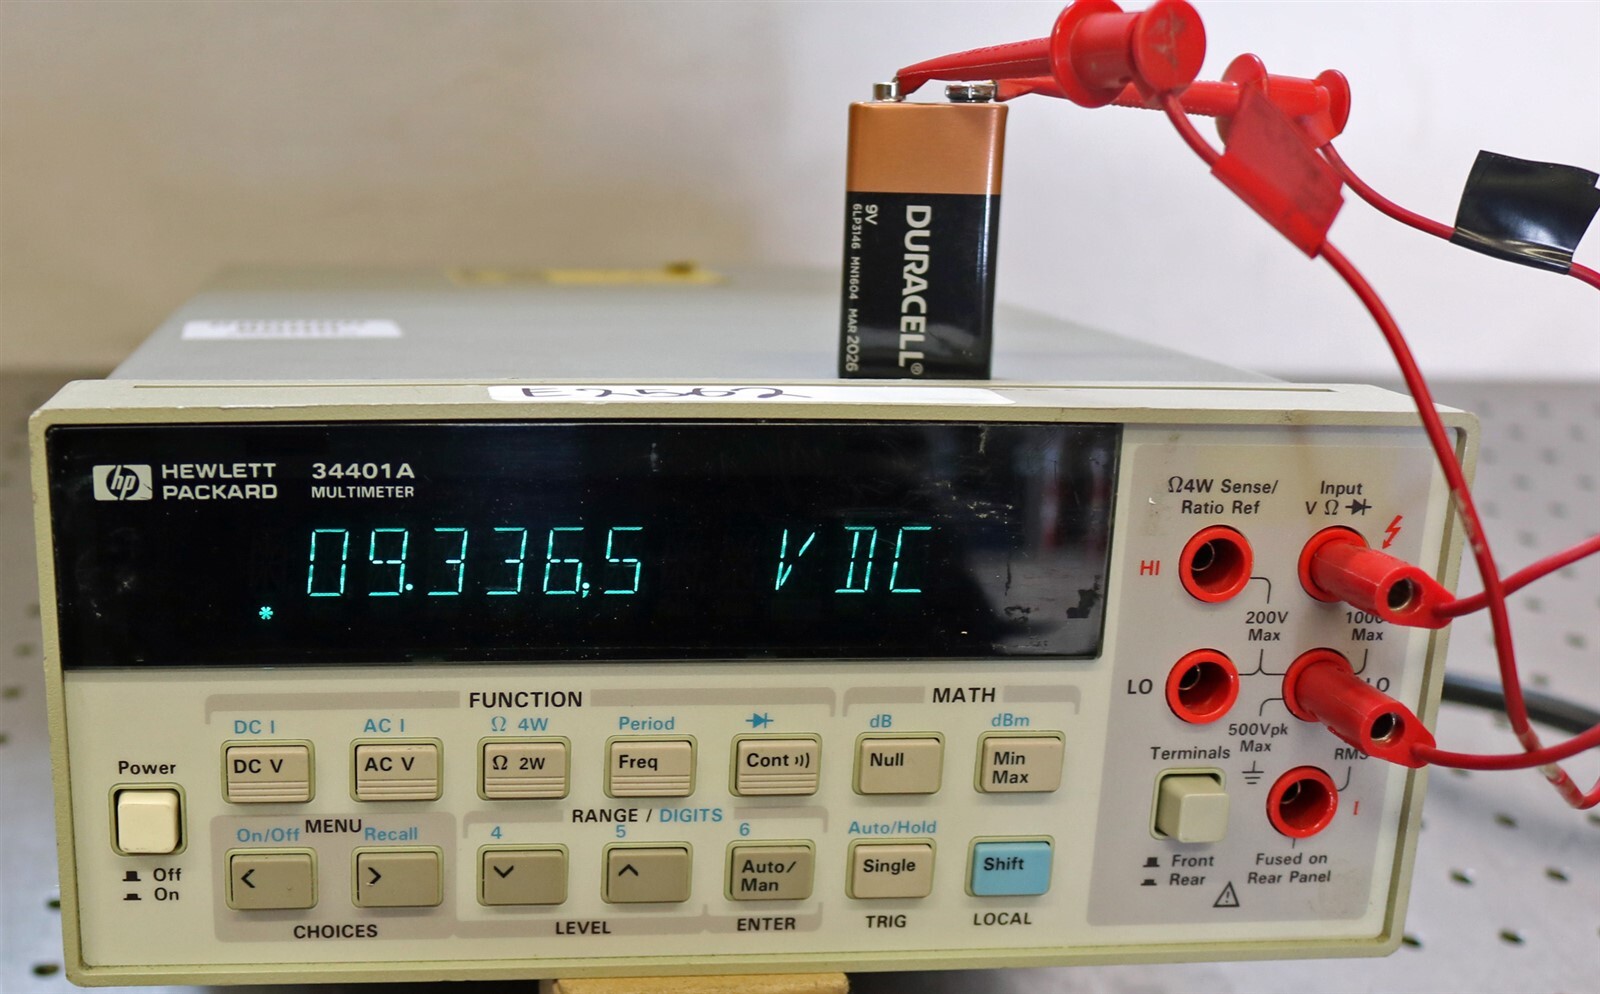 DURACELL®
9V
6LP3146 MN1604 MAR 2026
E2562
hp HEWLETT PACKARD
34401A
MULTIMETER
09.336,5 VDC
*
Ω4W Sense/
Ratio Ref
Input
V Ω
HI
200V
Max
1000
Max
LO
LO
500Vpk
Max
RMS
I
Terminals
Front
Rear
Fused on
Rear Panel
Power
Off
On
FUNCTION
MATH
DC I
AC I
Ω 4W
Period
dB
dBm
DC V
AC V
Ω 2W
Freq
Cont
Null
Min
Max
MENU
RANGE / DIGITS
On/Off
Recall
4
5
6
Auto/Hold
<
>
Auto/
Man
Single
Shift
CHOICES
LEVEL
ENTER
TRIG
LOCAL